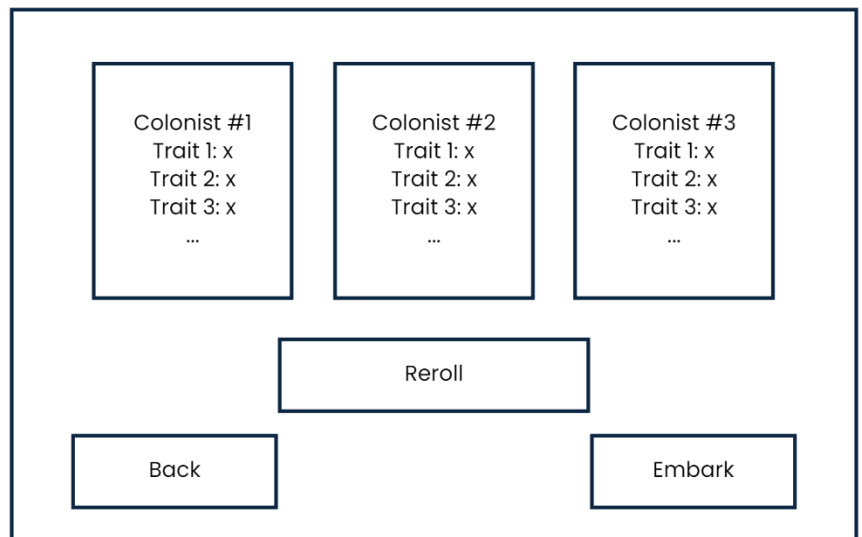 Colonist #1
Trait 1: x
Trait 2: x
Trait 3: x
...
Colonist #2
Trait 1: x
Trait 2: x
Trait 3: x
...
Colonist #3
Trait 1: x
Trait 2: x
Trait 3: x
...
Reroll
Back
Embark